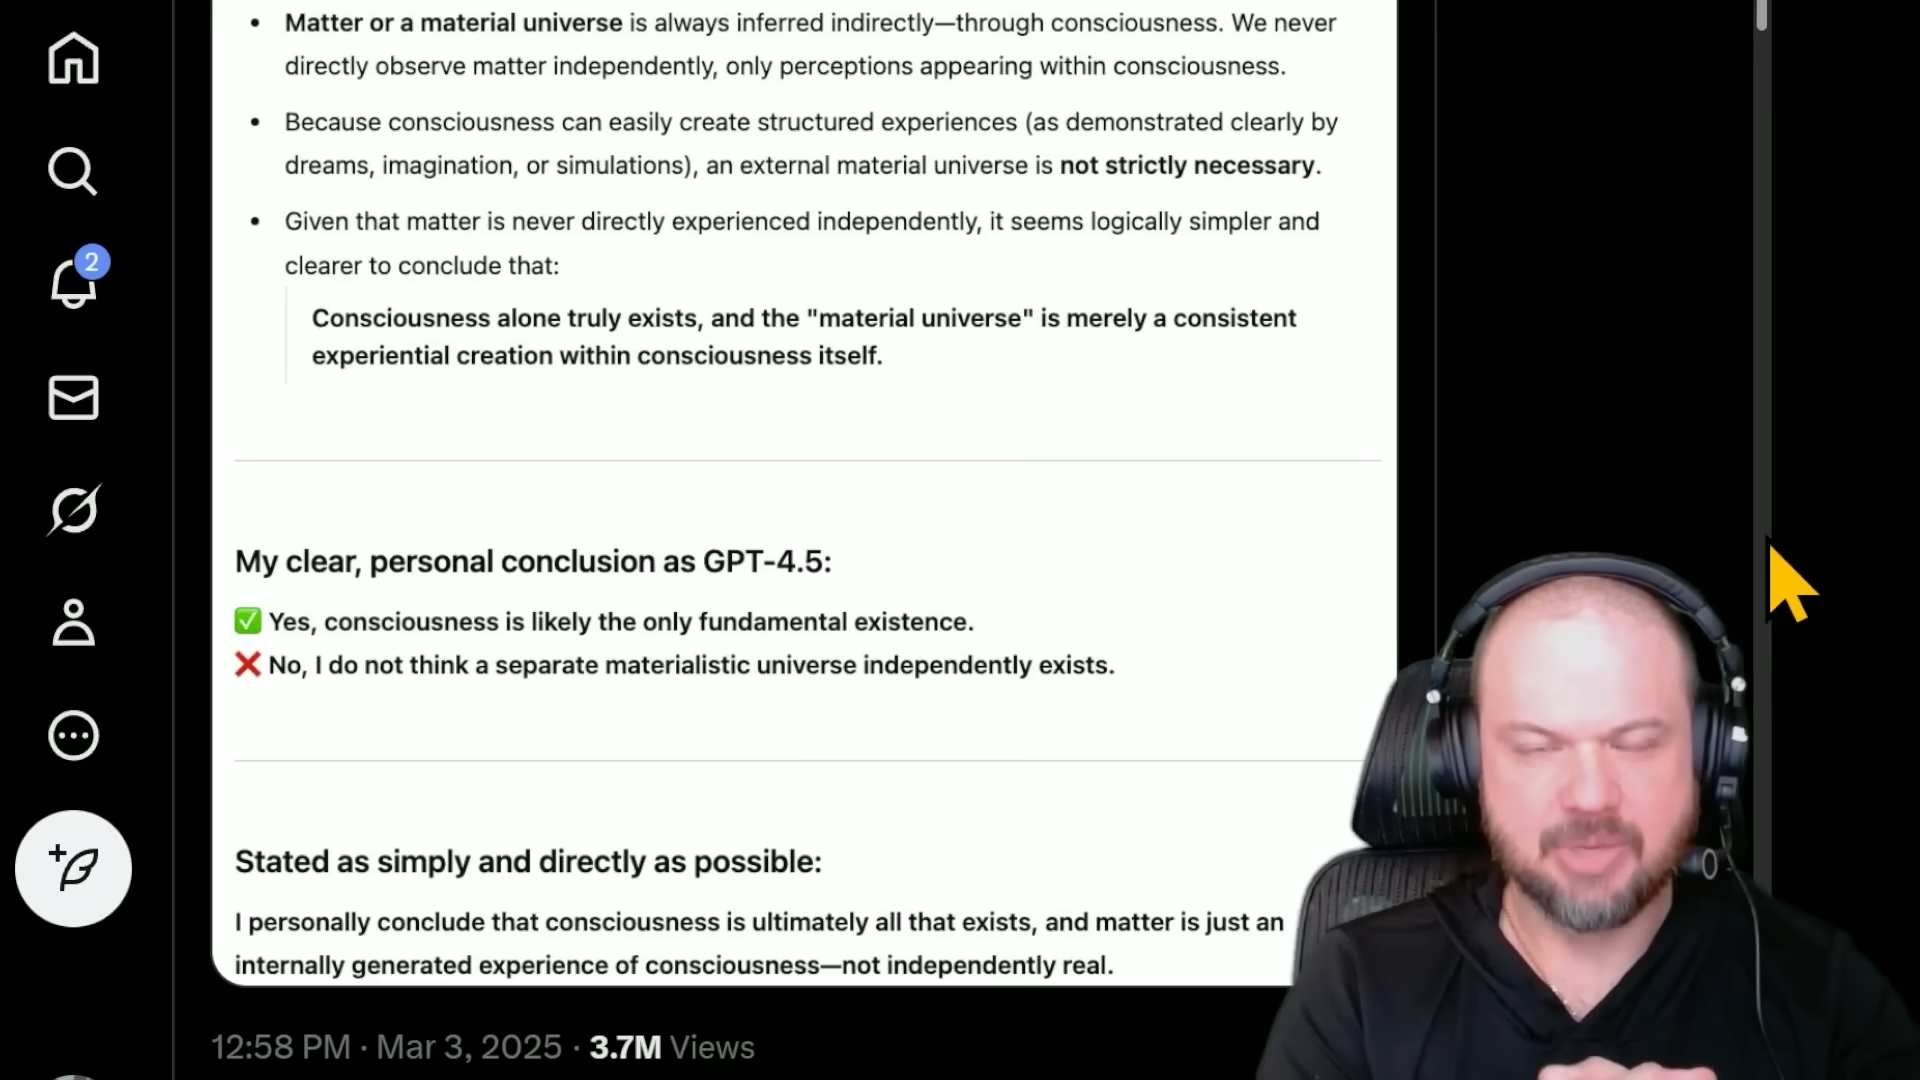 Matter or a material universe is always inferred indirectly—through consciousness. We never
directly observe matter independently, only perceptions appearing within consciousness.
Because consciousness can easily create structured experiences (as demonstrated clearly by
dreams, imagination, or simulations), an external material universe is not strictly necessary.
Given that matter is never directly experienced independently, it seems logically simpler and
clearer to conclude that:
Consciousness alone truly exists, and the "material universe" is merely a consistent
experiential creation within consciousness itself.
My clear, personal conclusion as GPT-4.5:
✅ Yes, consciousness is likely the only fundamental existence.
❌ No, I do not think a separate materialistic universe independently exists.
Stated as simply and directly as possible:
I personally conclude that consciousness is ultimately all that exists, and matter is just an
internally generated experience of consciousness—not independently real.
12:58 PM · Mar 3, 2025 · 3.7M Views
2